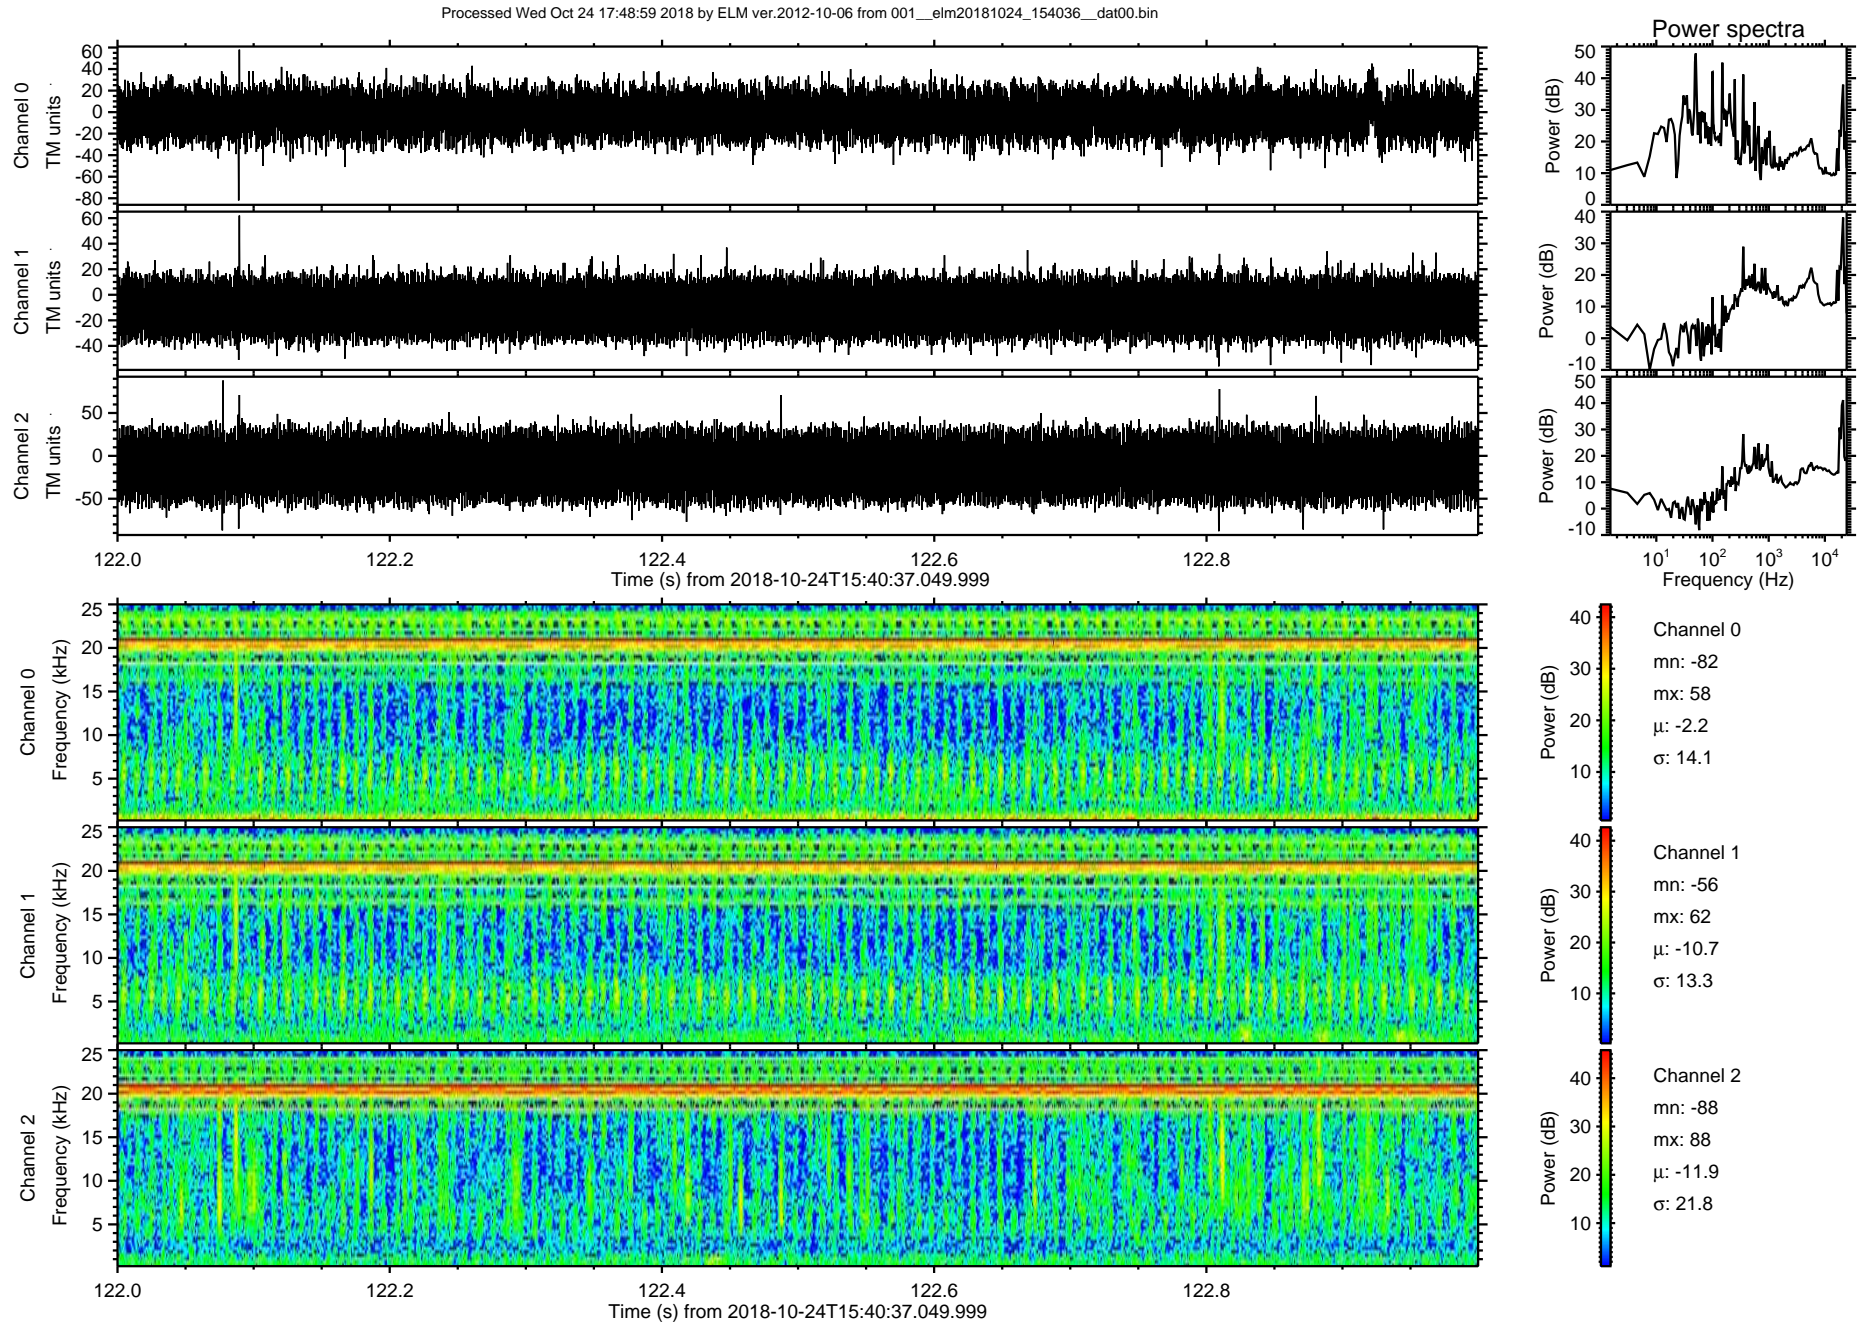 Processed Wed Oct 24 17:48:59 2018 by ELM ver.2012-10-06 from 001__elm20181024_154036__dat00.bin
Power spectra
Channel 0
TM units
60
40
20
0
-20
-40
-60
-80
Power (dB)
50
40
30
20
10
0
Channel 1
TM units
60
40
20
0
-20
-40
Power (dB)
40
30
20
10
0
-10
Channel 2
TM units
50
0
-50
Power (dB)
50
40
30
20
10
0
-10
122.0 122.2 122.4 122.6 122.8
Time (s) from 2018-10-24T15:40:37.049.999
10^1 10^2 10^3 10^4
Frequency (Hz)
Channel 0
Frequency (kHz)
25
20
15
10
5
Power (dB)
40
30
20
10
Channel 0
mn: -82
mx: 58
μ: -2.2
σ: 14.1
Channel 1
Frequency (kHz)
25
20
15
10
5
Power (dB)
40
30
20
10
Channel 1
mn: -56
mx: 62
μ: -10.7
σ: 13.3
Channel 2
Frequency (kHz)
25
20
15
10
5
Power (dB)
40
30
20
10
Channel 2
mn: -88
mx: 88
μ: -11.9
σ: 21.8
122.0 122.2 122.4 122.6 122.8
Time (s) from 2018-10-24T15:40:37.049.999